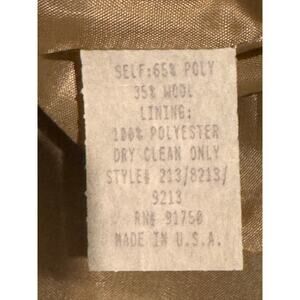 SELF:65% POLY
35% WOOL
LINING:
100% POLYESTER
DRY CLEAN ONLY
STYLE# 213/8213/
9213
RN# 91750
MADE IN U.S.A.